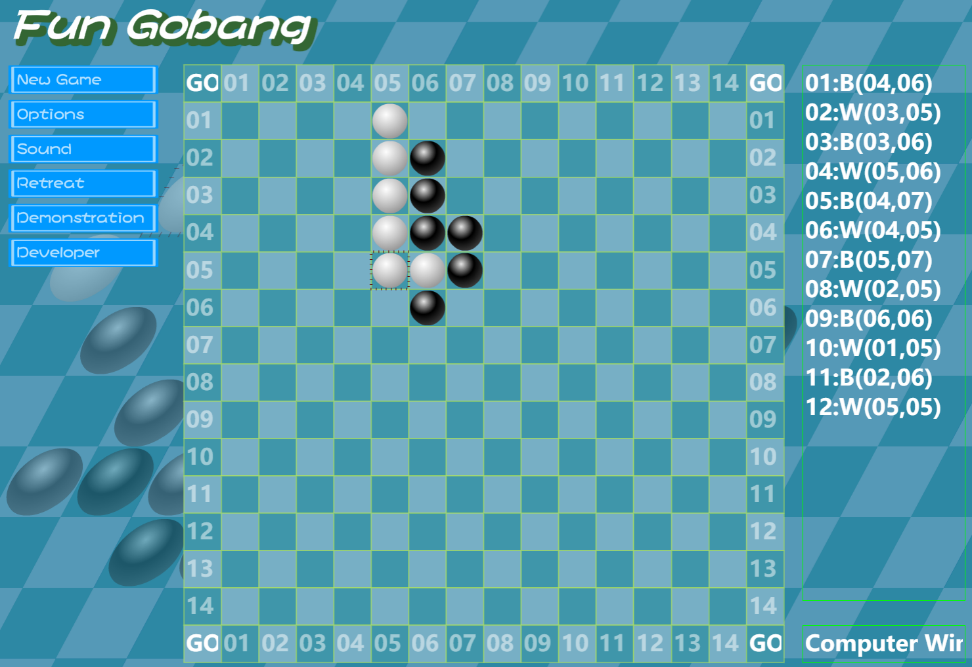 Fun Gobang
New Game
Options
Sound
Retreat
Demonstration
Developer
GO 01 02 03 04 05 06 07 08 09 10 11 12 13 14 GO
01 01
02 02
03 03
04 04
05 05
06 06
07 07
08 08
09 09
10 10
11 11
12 12
13 13
14 14
GO 01 02 03 04 05 06 07 08 09 10 11 12 13 14 GO
01:B(04,06)
02:W(03,05)
03:B(03,06)
04:W(05,06)
05:B(04,07)
06:W(04,05)
07:B(05,07)
08:W(02,05)
09:B(06,06)
10:W(01,05)
11:B(02,06)
12:W(05,05)
Computer Wir